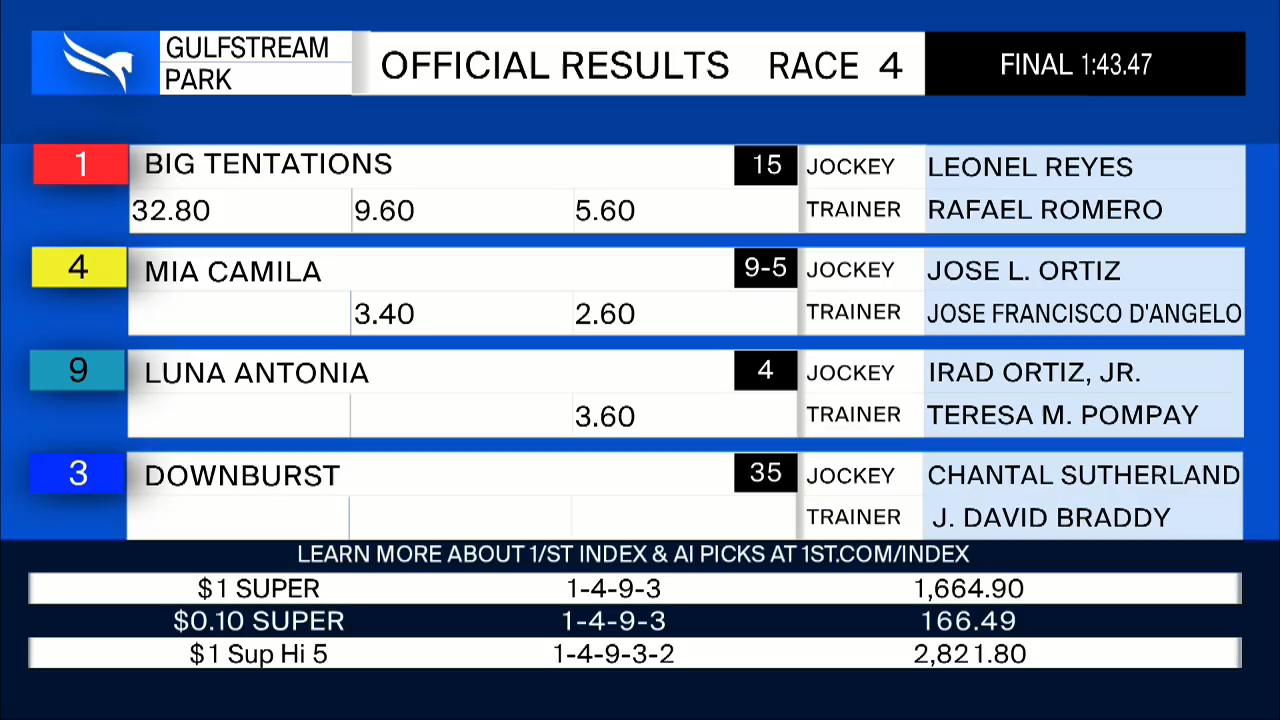 GULFSTREAM PARK OFFICIAL RESULTS RACE 4 FINAL 1:43.47
1 BIG TENTATIONS 15 JOCKEY LEONEL REYES
32.80 9.60 5.60 TRAINER RAFAEL ROMERO
4 MIA CAMILA 9-5 JOCKEY JOSE L. ORTIZ
3.40 2.60 TRAINER JOSE FRANCISCO D'ANGELO
9 LUNA ANTONIA 4 JOCKEY IRAD ORTIZ, JR.
3.60 TRAINER TERESA M. POMPAY
3 DOWNBURST 35 JOCKEY CHANTAL SUTHERLAND
TRAINER J. DAVID BRADDY
LEARN MORE ABOUT 1/ST INDEX & AI PICKS AT 1ST.COM/INDEX
$1 SUPER 1-4-9-3 1,664.90
$0.10 SUPER 1-4-9-3 166.49
$1 Sup Hi 5 1-4-9-3-2 2,821.80